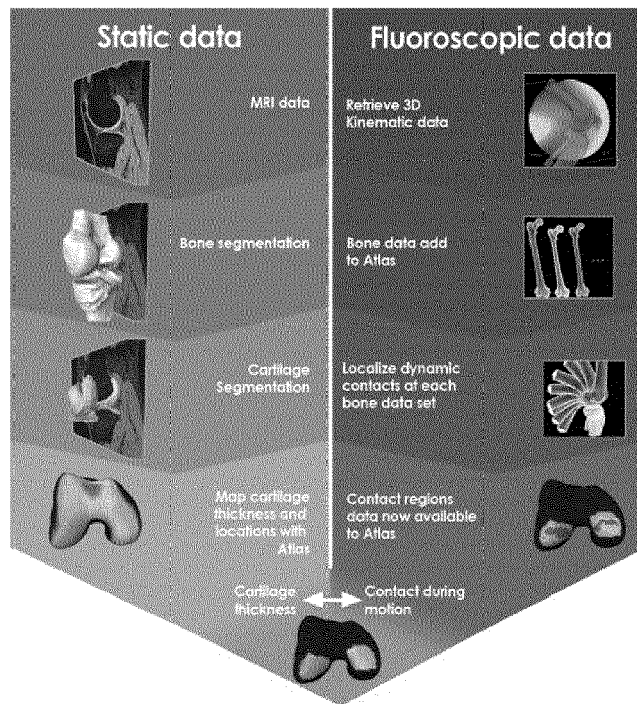 Static data
MRI data
Bone segmentation
Cartilage
Segmentation
Map cartilage
thickness and
locations with
Atlas
Fluoroscopic data
Retrieve 3D
Kinematic data
Bone data add
to Atlas
Localize dynamic
contacts at each
bone data set
Contact regions
data now available
to Atlas
Cartilage
thickness
Contact during
motion